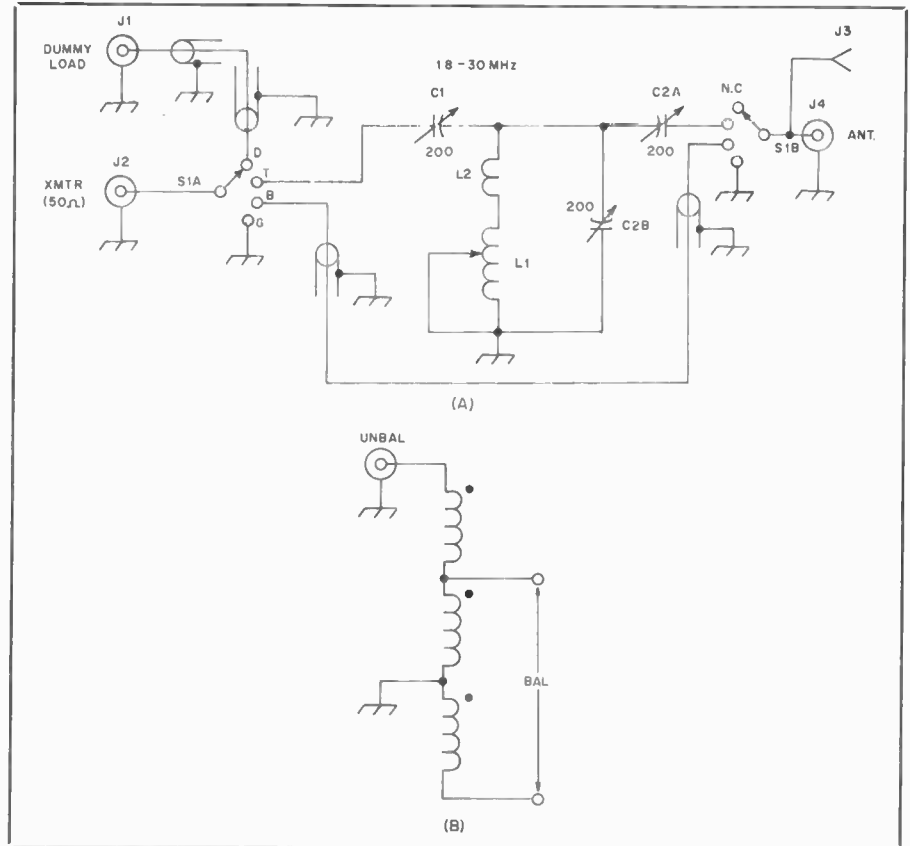 J1
DUMMY
LOAD
J2
XMTR
(50Ω)
S1A
D
T
B
G
18-30 MHz
C1
200
L2
L1
C2A
200
200
C2B
N.C
S1B
J3
J4
ANT.
(A)
UNBAL
BAL
(B)